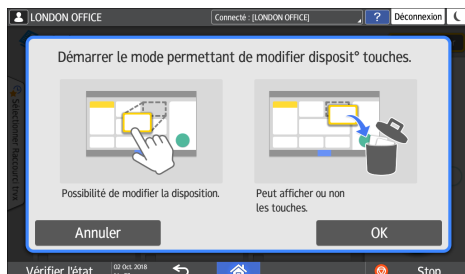 LONDON OFFICE
Connecté : [LONDON OFFICE]
?
Déconnexion
Démarrer le mode permettant de modifier disposit° touches.
Possibilité de modifier la disposition.
Peut afficher ou non
les touches.
Annuler
OK
Vérifier l'état
02 Oct. 2018
Stop